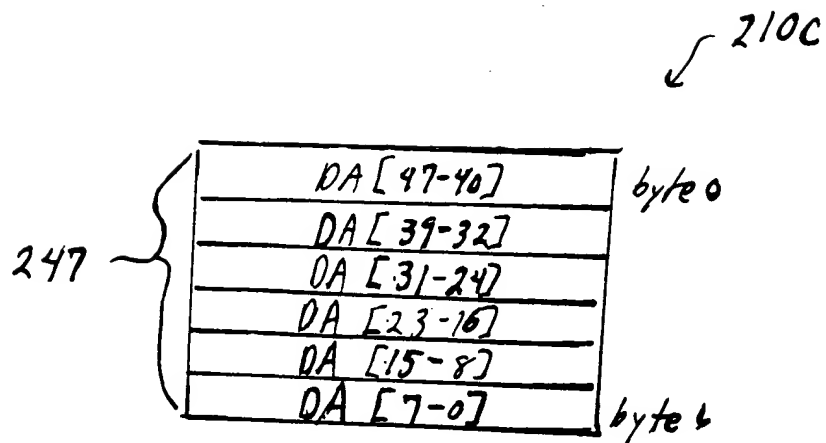 210C
DA [47-40] byte 0
DA [39-32]
247
DA [31-24]
DA [23-16]
DA [15-8]
DA [7-0]
byte 6